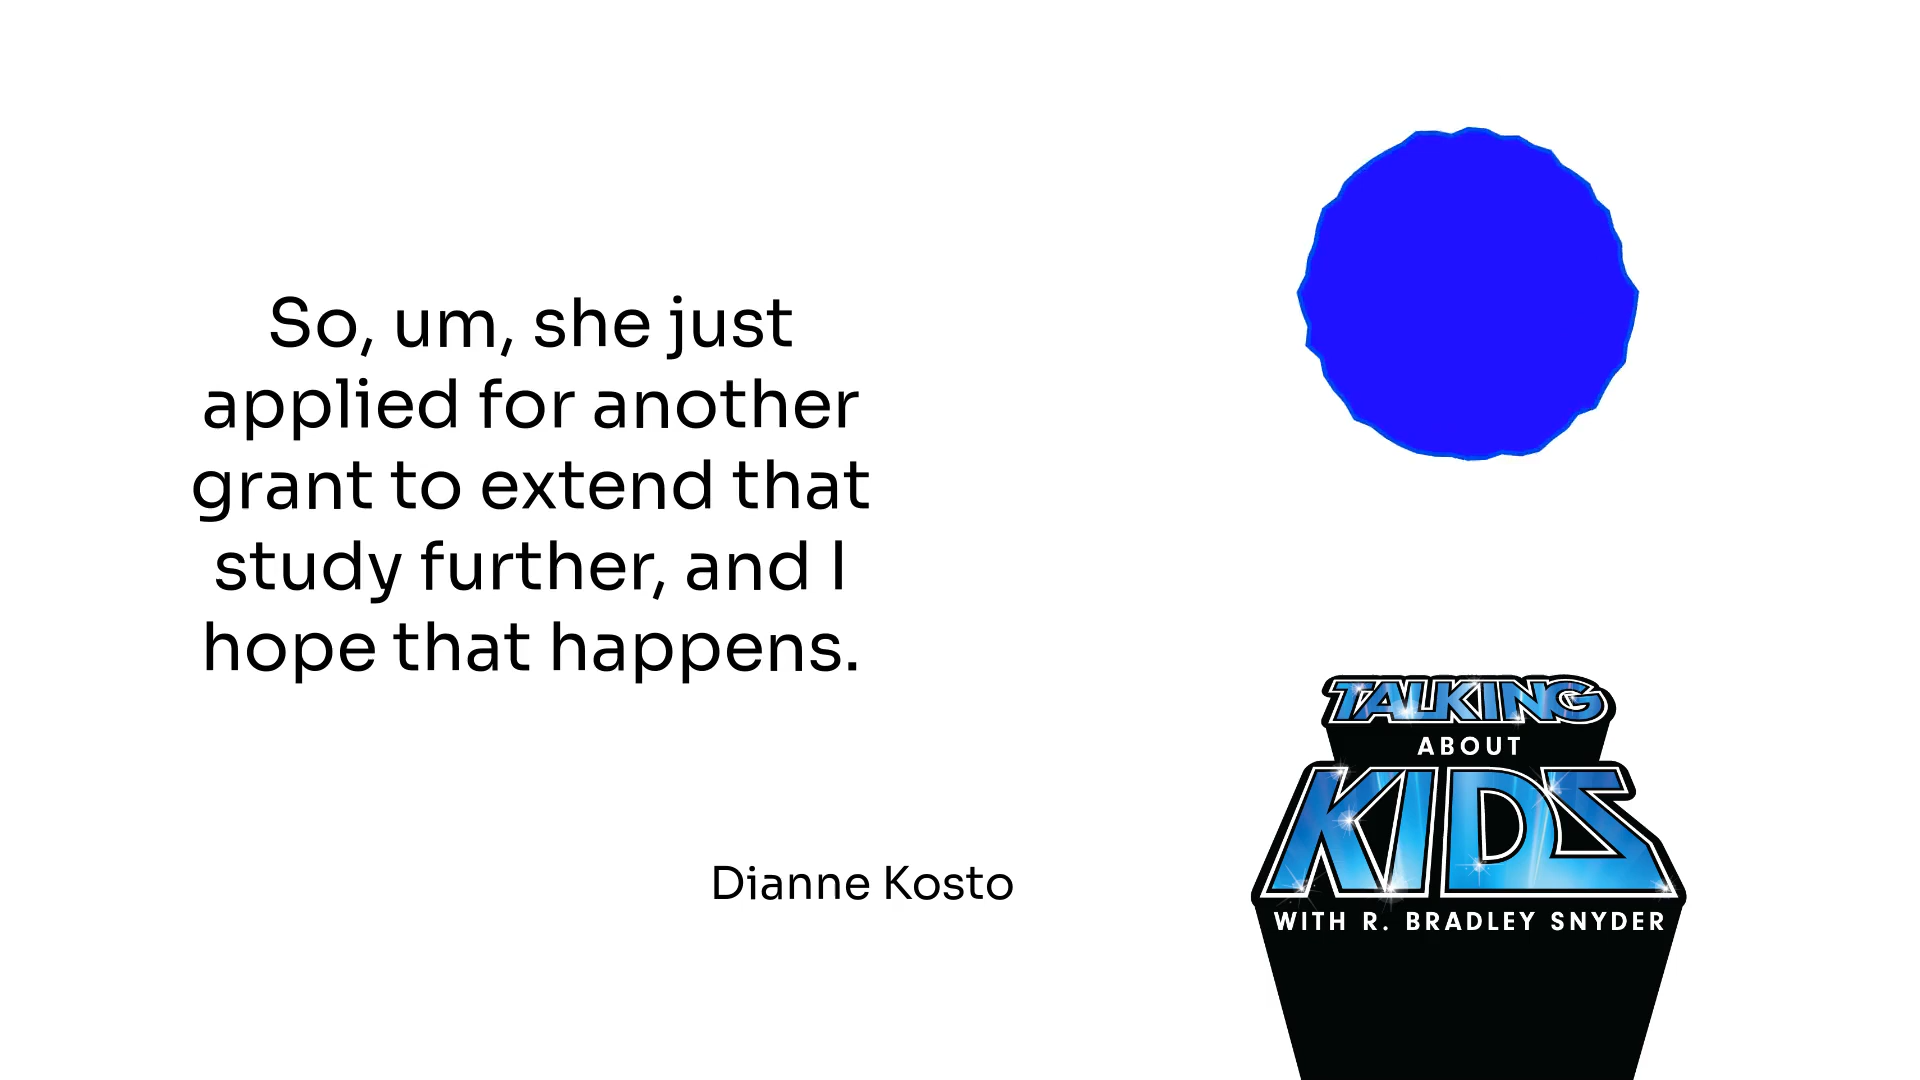 So, um, she just
applied for another
grant to extend that
study further, and I
hope that happens.
Dianne Kosto
TALKING
ABOUT
KIDS
WITH R. BRADLEY SNYDER